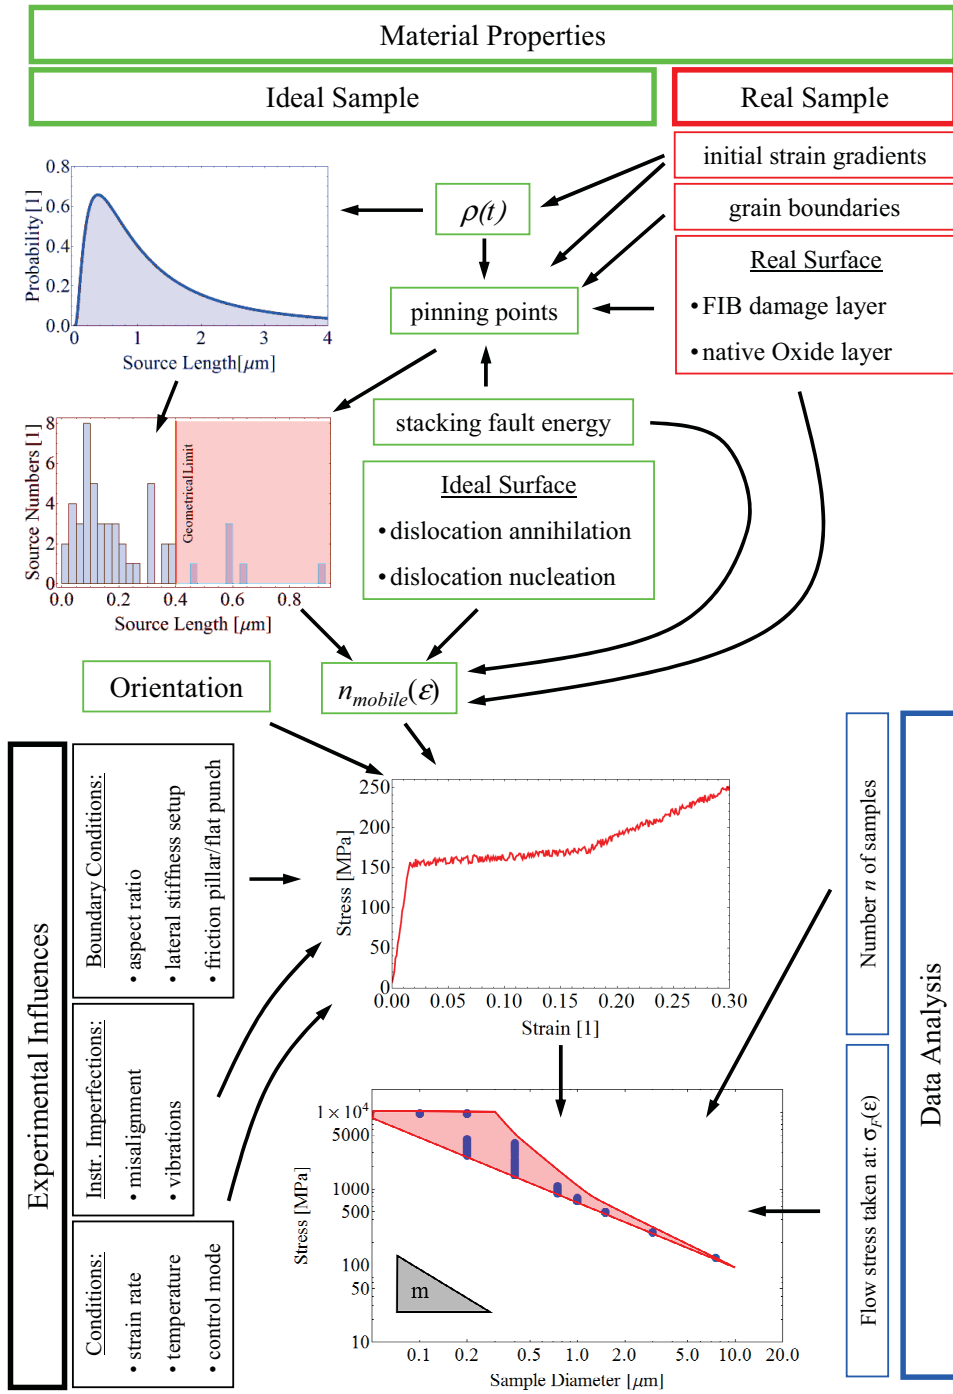 Material Properties
Ideal Sample
Real Sample
initial strain gradients
grain boundaries
Real Surface
•FIB damage layer
•native Oxide layer
ρ(t)
pinning points
stacking fault energy
Ideal Surface
•dislocation annihilation
•dislocation nucleation
Probability [1]
0.8
0.6
0.4
0.2
0.0
0
1
2
3
4
Source Length[μm]
Source Numbers [1]
8
6
4
2
0
Geometrical Limit
0.0
0.2
0.4
0.6
0.8
Source Length [μm]
Orientation
n_mobile(ε)
Experimental Influences
Boundary Conditions:
• aspect ratio
• lateral stiffness setup
• friction pillar/flat punch
Instr. Imperfections:
• misalignment
• vibrations
Conditions:
• strain rate
• temperature
• control mode
Stress [MPa]
250
200
150
100
50
0
0.00
0.05
0.10
0.15
0.20
0.25
0.30
Strain [1]
Stress [MPa]
1 × 10⁴
5000
1000
500
100
50
10
m
0.1
0.2
0.5
1.0
2.0
5.0
10.0
20.0
Sample Diameter [μm]
Number n of samples
Flow stress taken at: σ_F(ε)
Data Analysis